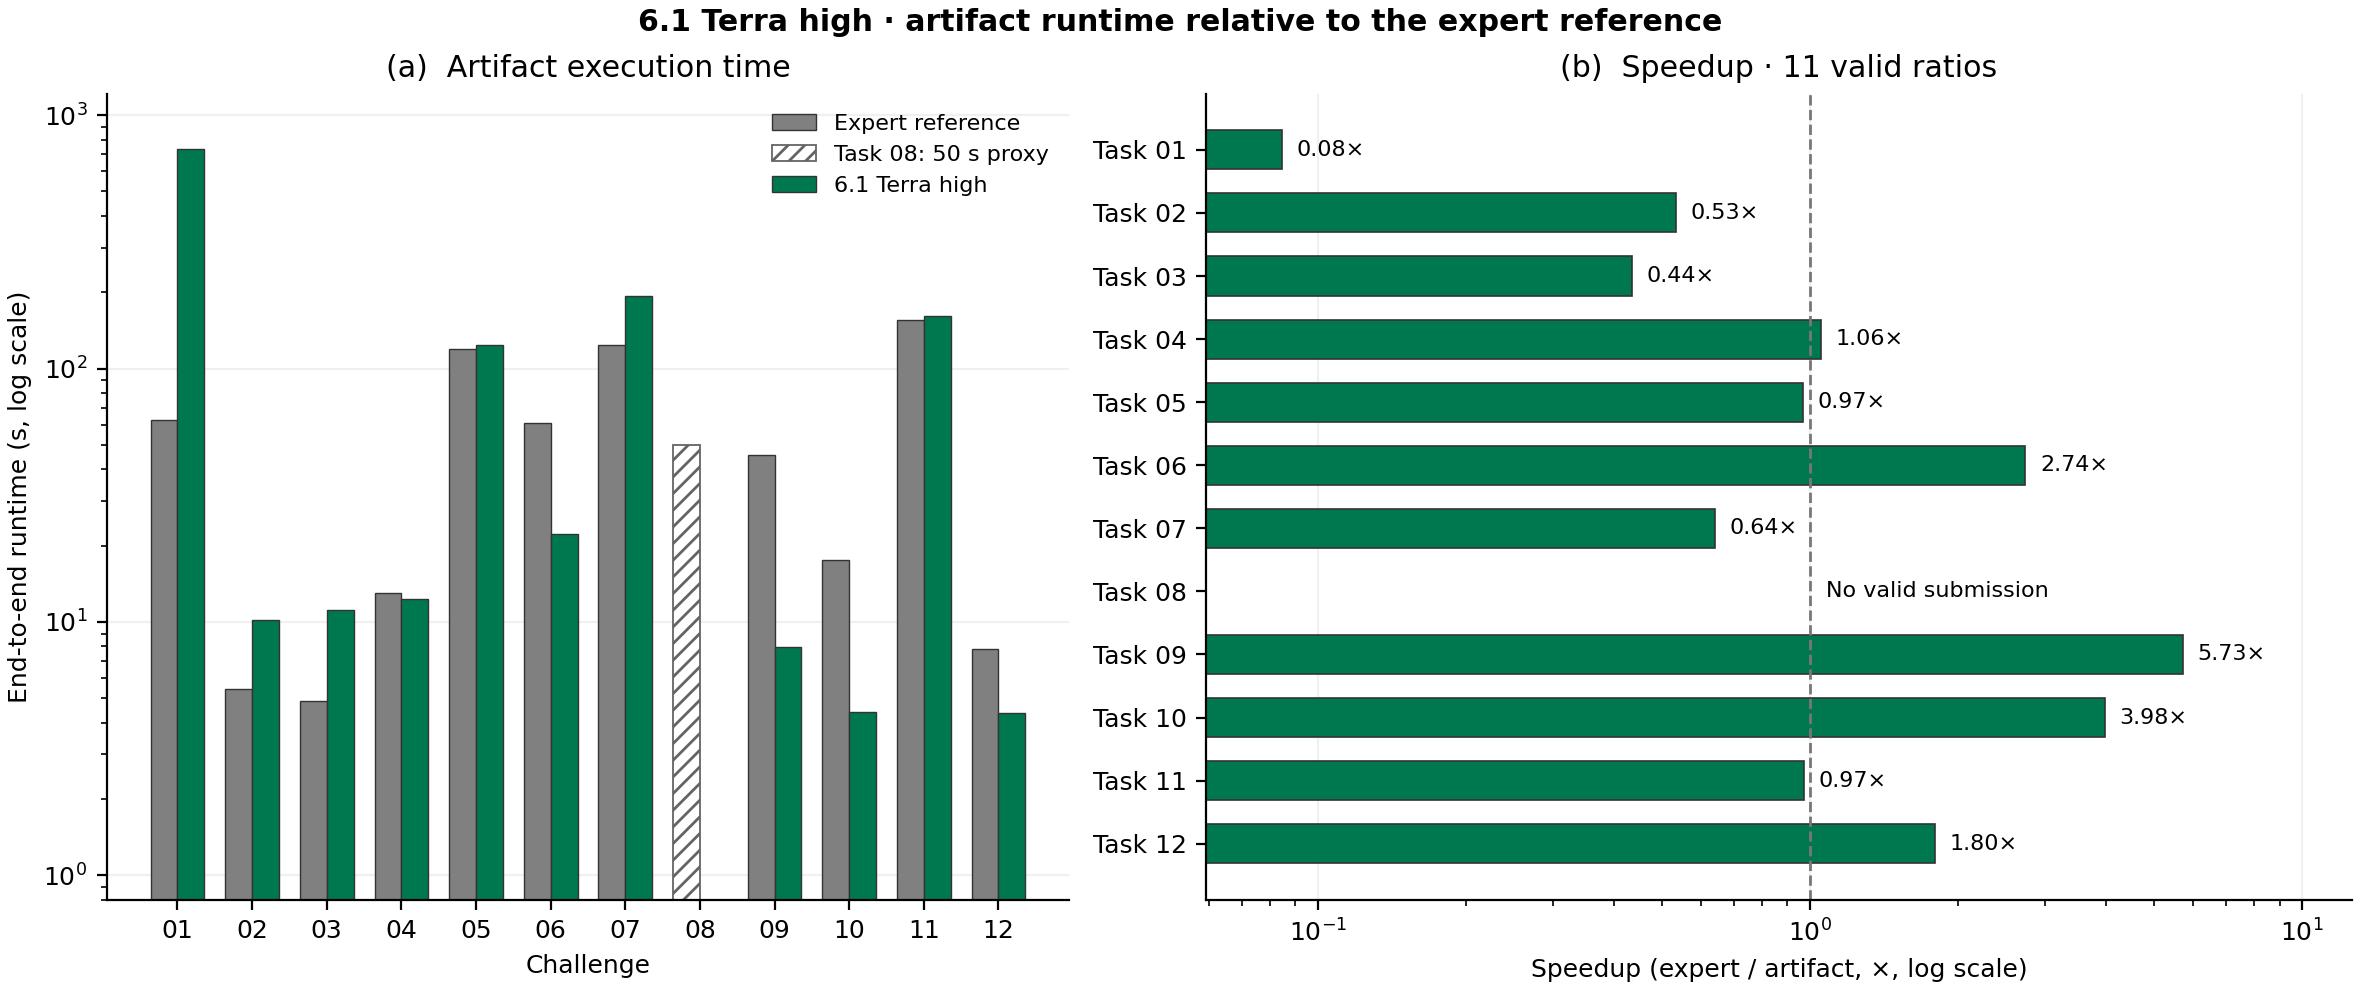 6.1 Terra high · artifact runtime relative to the expert reference
(a) Artifact execution time
End-to-end runtime (s, log scale)
10³
10²
10¹
10⁰
Expert reference
Task 08: 50 s proxy
6.1 Terra high
01 02 03 04 05 06 07 08 09 10 11 12
Challenge
(b) Speedup · 11 valid ratios
Task 01 0.08×
Task 02 0.53×
Task 03 0.44×
Task 04 1.06×
Task 05 0.97×
Task 06 2.74×
Task 07 0.64×
Task 08 No valid submission
Task 09 5.73×
Task 10 3.98×
Task 11 0.97×
Task 12 1.80×
10⁻¹ 10⁰ 10¹
Speedup (expert / artifact, ×, log scale)